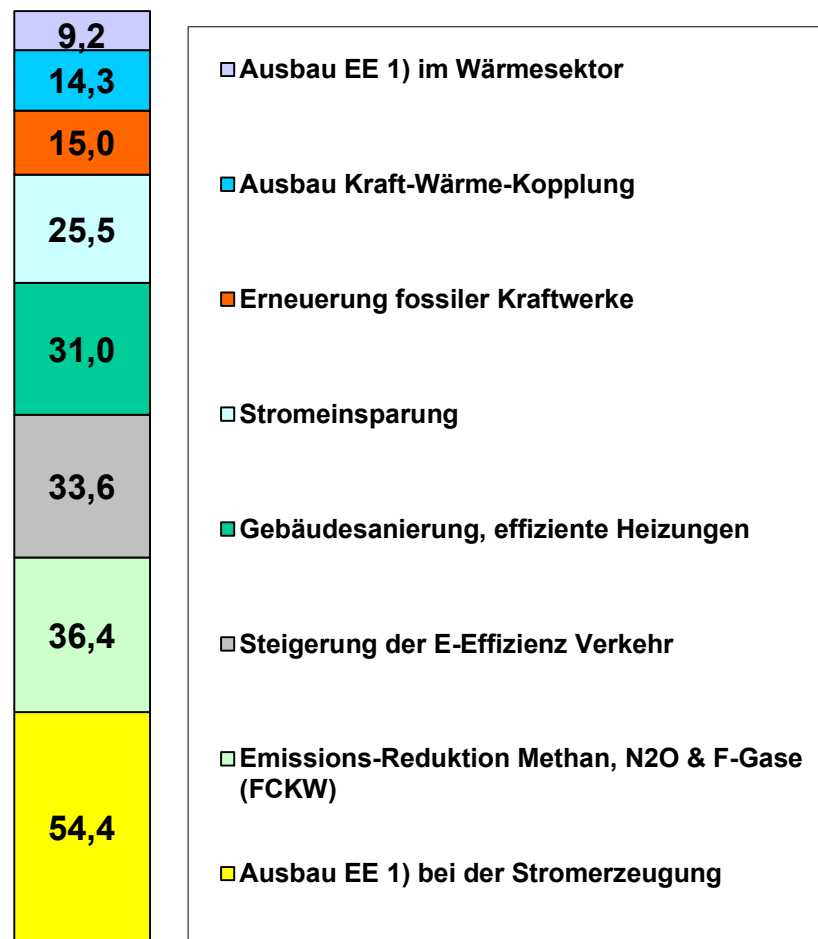 9,2
14,3
15,0
25,5
31,0
33,6
36,4
54,4
Ausbau EE 1) im Wärmesektor
Ausbau Kraft-Wärme-Kopplung
Erneuerung fossiler Kraftwerke
Stromeinsparung
Gebäudesanierung, effiziente Heizungen
Steigerung der E-Effizienz Verkehr
Emissions-Reduktion Methan, N2O & F-Gase
(FCKW)
Ausbau EE 1) bei der Stromerzeugung